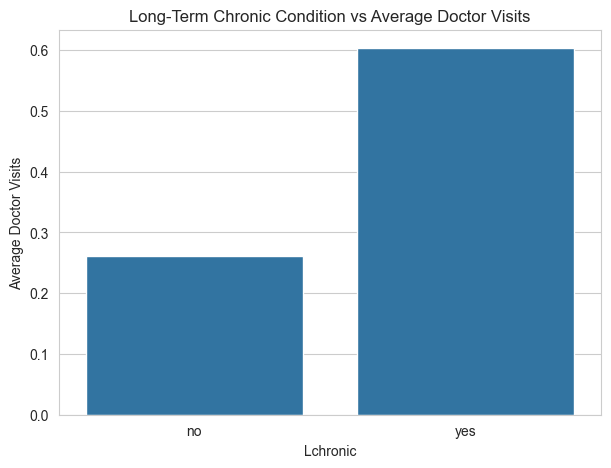 Long-Term Chronic Condition vs Average Doctor Visits
Average Doctor Visits
0.6
0.5
0.4
0.3
0.2
0.1
0.0
no yes
Lchronic